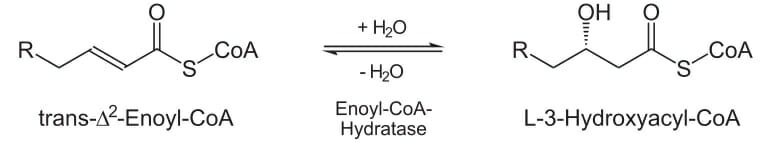 O
R
S
CoA
trans-Δ²-Enoyl-CoA
+ H₂O
- H₂O
Enoyl-CoA-
Hydratase
OH
O
R
S
CoA
L-3-Hydroxyacyl-CoA